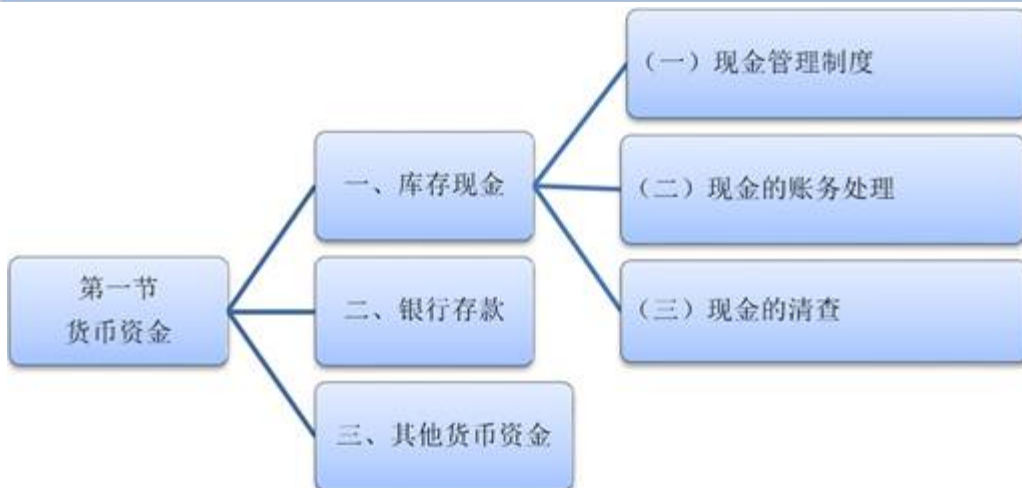 第一节
货币资金
一、库存现金
二、银行存款
三、其他货币资金
（一）现金管理制度
（二）现金的账务处理
（三）现金的清查